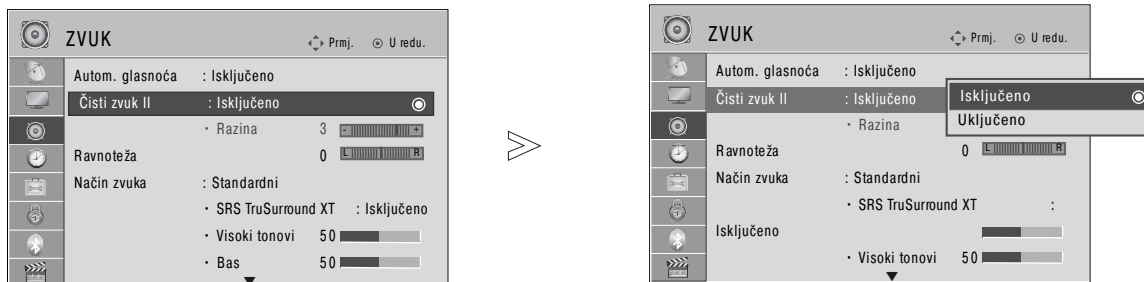 ZVUK
Prmj. U redu.
Autom. glasnoća : Isključeno
Čisti zvuk II : Isključeno
• Razina 3 - +
Ravnoteža 0 L R
Način zvuka : Standardni
• SRS TruSurround XT : Isključeno
• Visoki tonovi 50
• Bas 50
ZVUK
Prmj. U redu.
Autom. glasnoća : Isključeno
Čisti zvuk II : Isključeno
Isključeno
Uključeno
• Razina
Ravnoteža 0 L R
Način zvuka : Standardni
• SRS TruSurround XT :
Isključeno
• Visoki tonovi 50